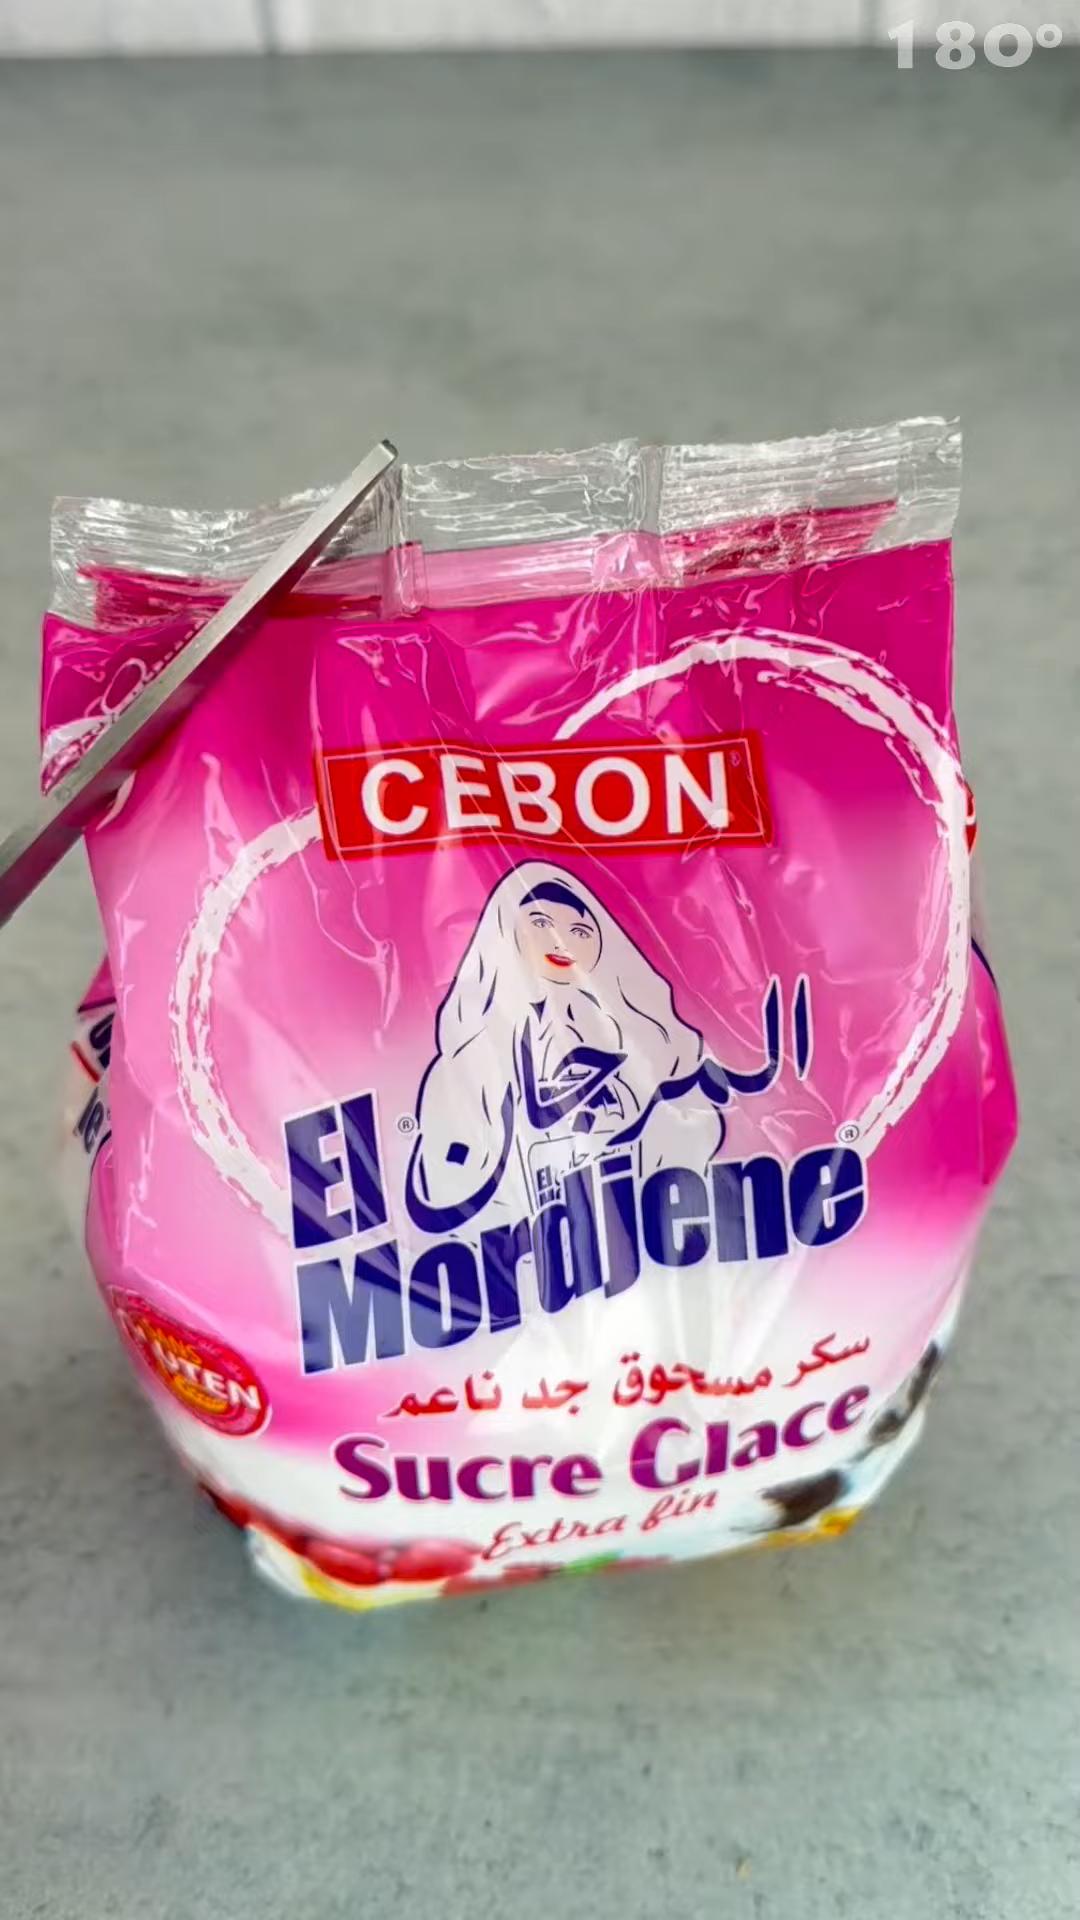 180°
CEBON
المرجان
El
Mordjene
سكر مسحوق جد ناعم
Sucre Glace
Extra fin